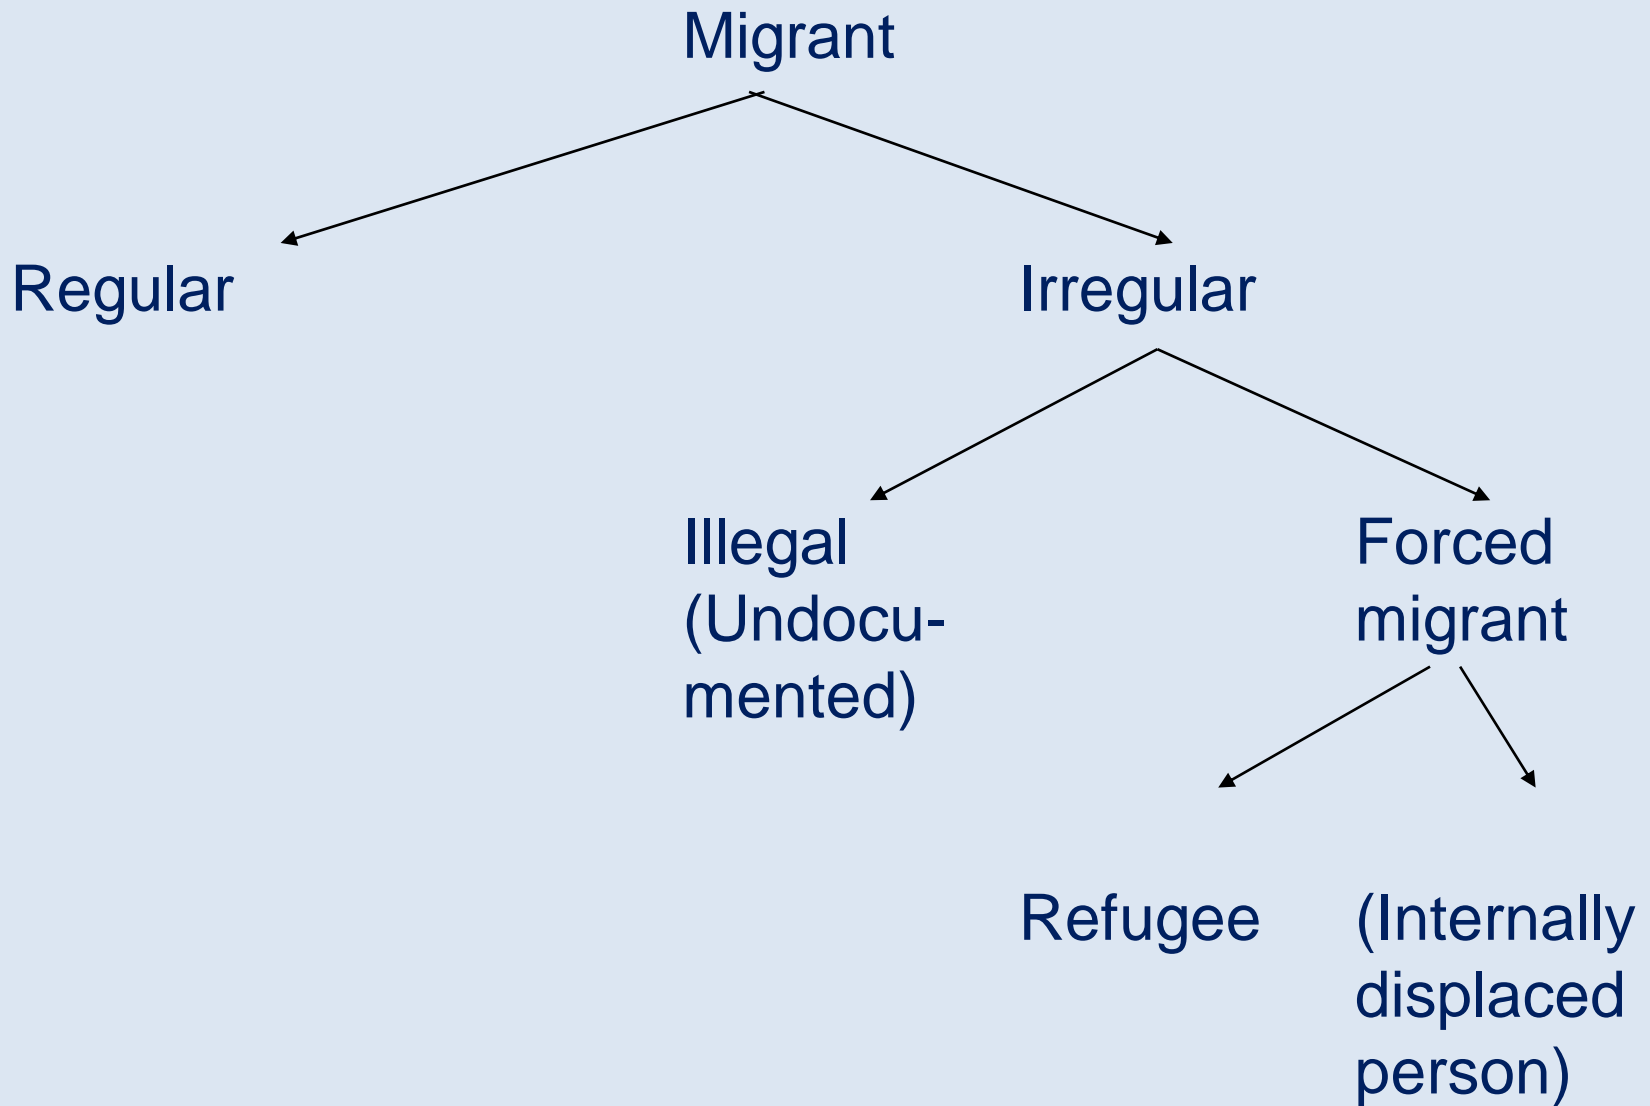 Migrant
Regular
Irregular
Illegal
(Undocu-
mented)
Forced
migrant
Refugee
(Internally
displaced
person)